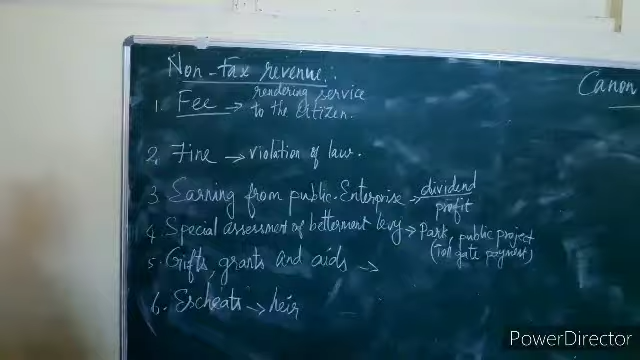 Non-tax revenue:
Canon
1. Fee → rendering service
to the citizen.
2. Fine → violation of law.
3. Earning from public Enterprise → dividend
profit
4. Special assessment of betterment levy → Park, public project
(Toll gate payment)
5. Gifts, grants and aids →
6. Escheats → heir
PowerDirector